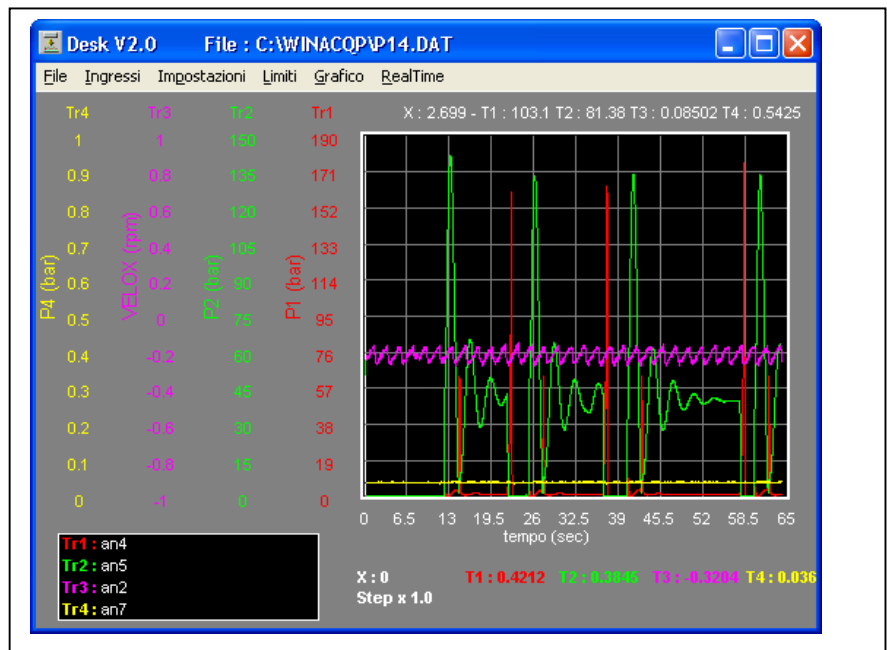 Desk V2.0 File : C:\WINACQP\P14.DAT
File Ingressi Impostazioni Limiti Grafico RealTime
Tr4 Tr3 Tr2 Tr1 X : 2.699 - T1 : 103.1 T2 : 81.38 T3 : 0.08502 T4 : 0.5425
1 1 150 190
0.9 0.8 135 171
0.8 0.6 120 152
0.7 0.4 105 133
0.6 0.2 90 114
0.5 0 75 95
0.4 -0.2 60 76
0.3 -0.4 45 57
0.2 -0.6 30 38
0.1 -0.8 15 19
0 -1 0 0
P4 (bar)
VELOX (rpm)
P2 (bar)
P1 (bar)
0 6.5 13 19.5 26 32.5 39 45.5 52 58.5 65
tempo (sec)
Tr1 : an4
Tr2 : an5
Tr3 : an2
Tr4 : an7
X : 0 T1 : 0.4212 T2 : 0.3845 T3 : -0.3204 T4 : 0.036
Step x 1.0